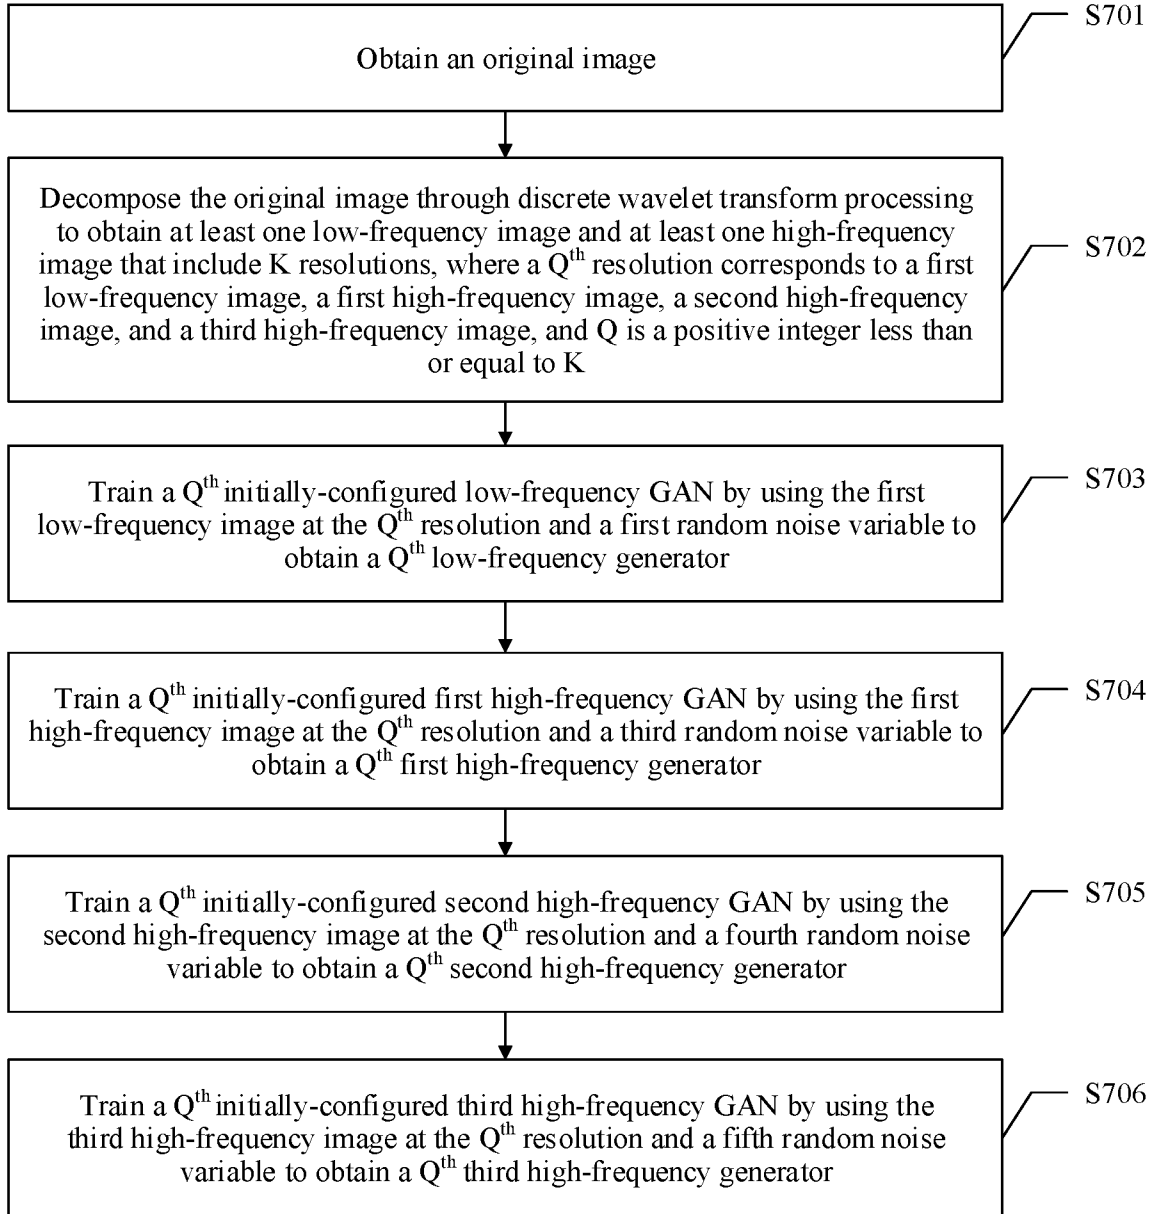 Obtain an original image
S701
Decompose the original image through discrete wavelet transform processing
to obtain at least one low-frequency image and at least one high-frequency
image that include K resolutions, where a Qth resolution corresponds to a first
low-frequency image, a first high-frequency image, a second high-frequency
image, and a third high-frequency image, and Q is a positive integer less than
or equal to K
S702
Train a Qth initially-configured low-frequency GAN by using the first
low-frequency image at the Qth resolution and a first random noise variable to
obtain a Qth low-frequency generator
S703
Train a Qth initially-configured first high-frequency GAN by using the first
high-frequency image at the Qth resolution and a third random noise variable to
obtain a Qth first high-frequency generator
S704
Train a Qth initially-configured second high-frequency GAN by using the
second high-frequency image at the Qth resolution and a fourth random noise
variable to obtain a Qth second high-frequency generator
S705
Train a Qth initially-configured third high-frequency GAN by using the
third high-frequency image at the Qth resolution and a fifth random noise
variable to obtain a Qth third high-frequency generator
S706